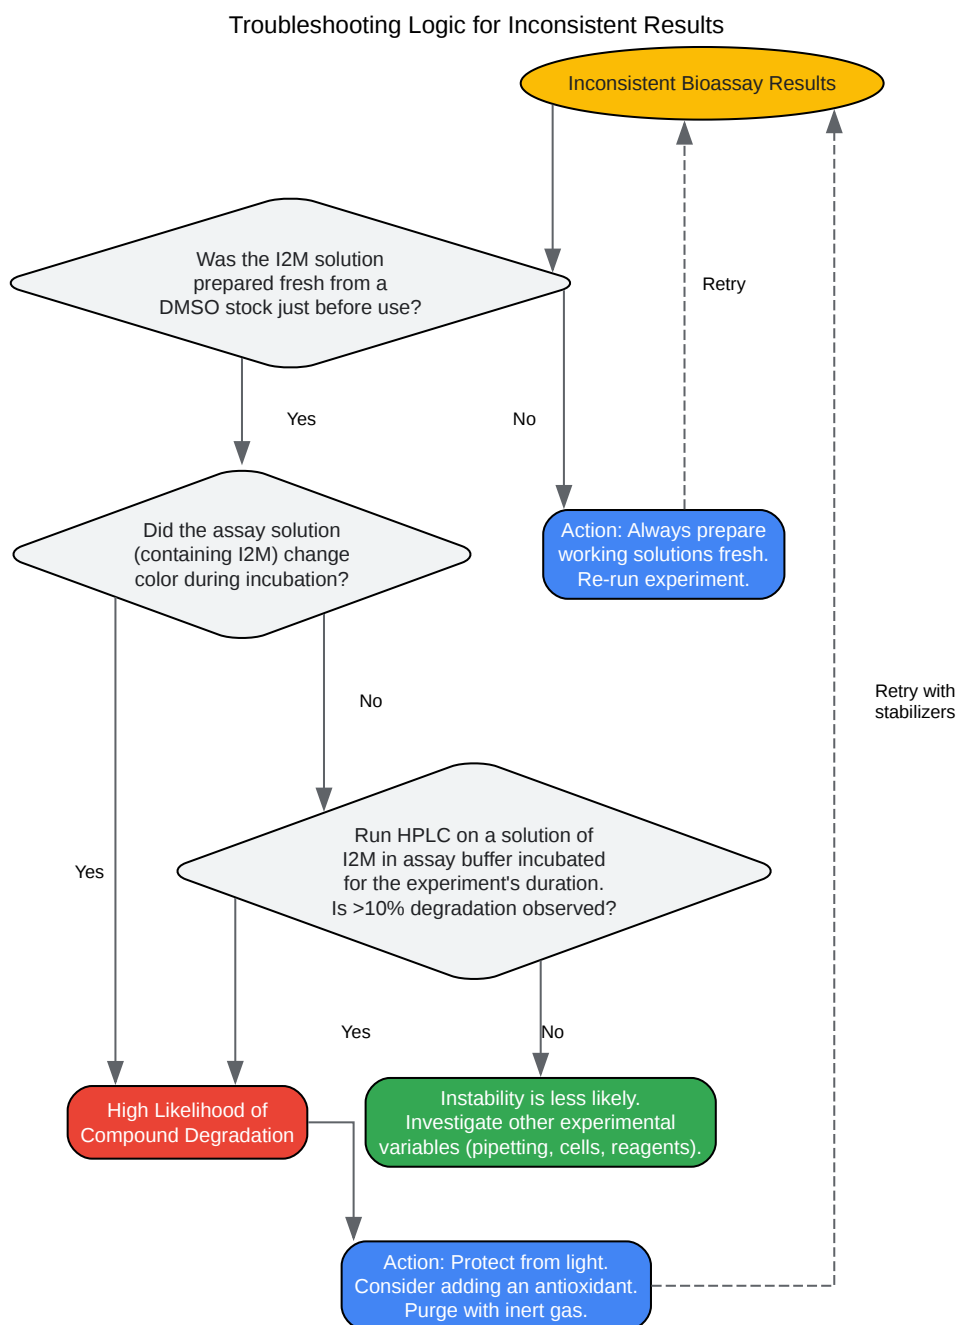 Troubleshooting Logic for Inconsistent Results
Inconsistent Bioassay Results
Was the I2M solution
prepared fresh from a
DMSO stock just before use?
Retry
Yes
No
Did the assay solution
(containing I2M) change
color during incubation?
Action: Always prepare
working solutions fresh.
Re-run experiment.
No
Retry with
stabilizers
Yes
Run HPLC on a solution of
I2M in assay buffer incubated
for the experiment's duration.
Is >10% degradation observed?
Yes
No
High Likelihood of
Compound Degradation
Instability is less likely.
Investigate other experimental
variables (pipetting, cells, reagents).
Action: Protect from light.
Consider adding an antioxidant.
Purge with inert gas.